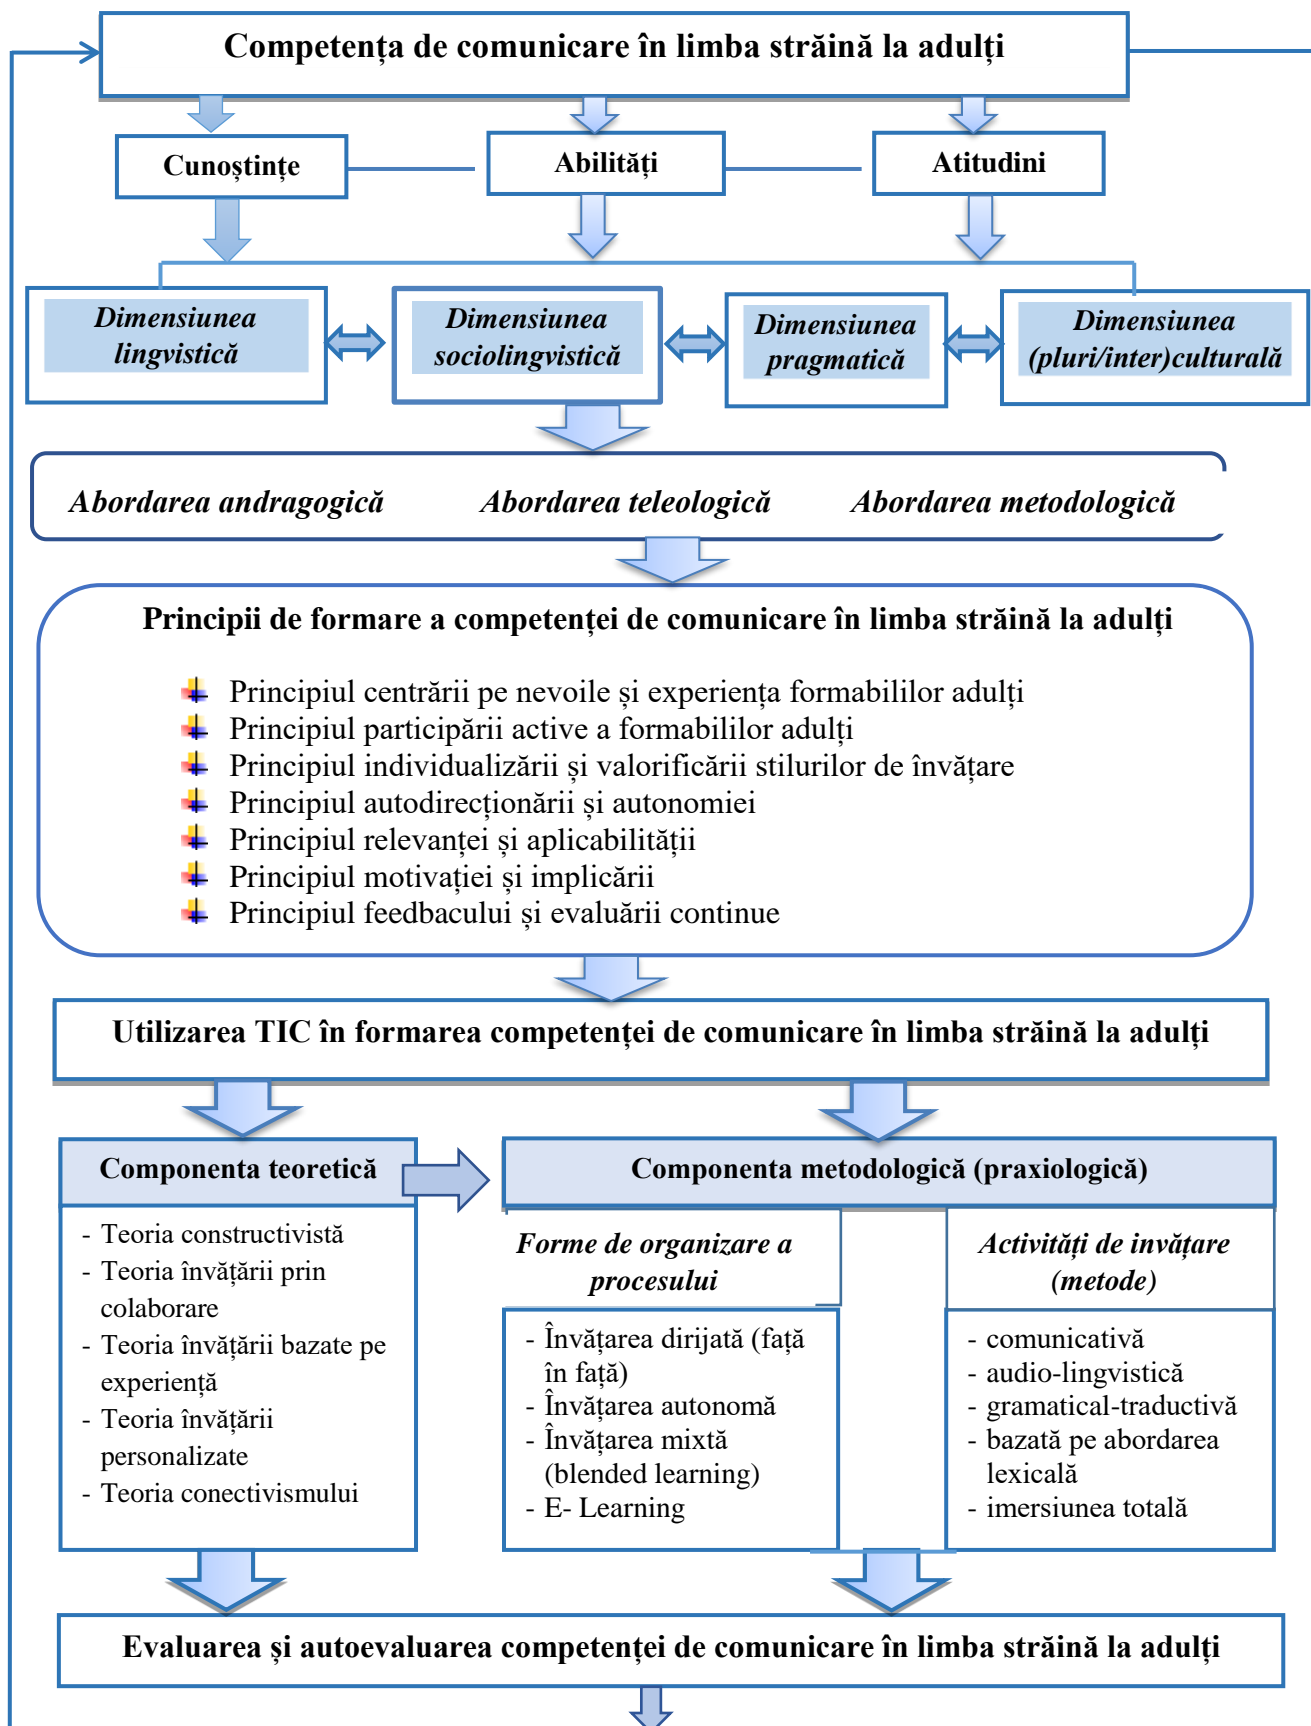 Competența de comunicare în limba străină la adulți
Cunoștințe
Abilități
Atitudini
Dimensiunea
lingvistică
Dimensiunea
sociolingvistică
Dimensiunea
pragmatică
Dimensiunea
(pluri/inter)culturală
Abordarea andragogică
Abordarea teleologică
Abordarea metodologică
Principii de formare a competenței de comunicare în limba străină la adulți
Principiul centrării pe nevoile și experiența formabililor adulți
Principiul participării active a formabililor adulți
Principiul individualizării și valorificării stilurilor de învățare
Principiul autodirecționării și autonomiei
Principiul relevanței și aplicabilității
Principiul motivației și implicării
Principiul feedbacului și evaluării continue
Utilizarea TIC în formarea competenței de comunicare în limba străină la adulți
Componenta teoretică
- Teoria constructivistă
- Teoria învățării prin
colaborare
- Teoria învățării bazate pe
experiență
- Teoria învățării
personalizate
- Teoria conectivismului
Componenta metodologică (praxiologică)
Forme de organizare a
procesului
- Învățarea dirijată (față
în față)
- Învățarea autonomă
- Învățarea mixtă
(blended learning)
- E- Learning
Activități de invățare
(metode)
- comunicativă
- audio-lingvistică
- gramatical-traductivă
- bazată pe abordarea
lexicală
- imersiunea totală
Evaluarea și autoevaluarea competenței de comunicare în limba străină la adulți